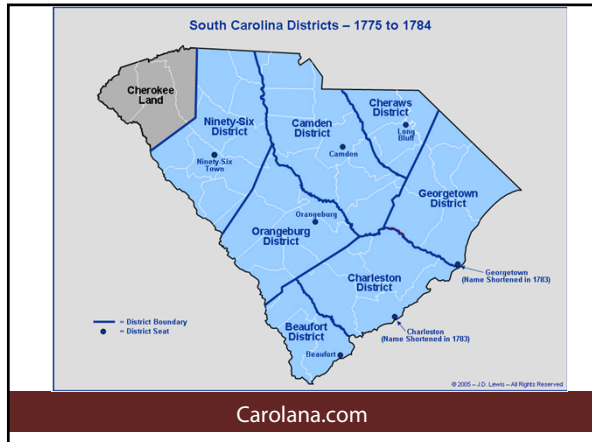 South Carolina Districts – 1775 to 1784
Cherokee
Land
Ninety-Six
District
Ninety-Six
Town
Camden
District
Camden
Cheraws
District
Long
Bluff
Georgetown
District
Orangeburg
Orangeburg
District
Charleston
District
Georgetown
(Name Shortened in 1783)
Beaufort
District
Beaufort
Charleston
(Name Shortened in 1783)
= District Boundary
= District Seat
© 2005 – J.D. Lewis – All Rights Reserved
Carolana.com